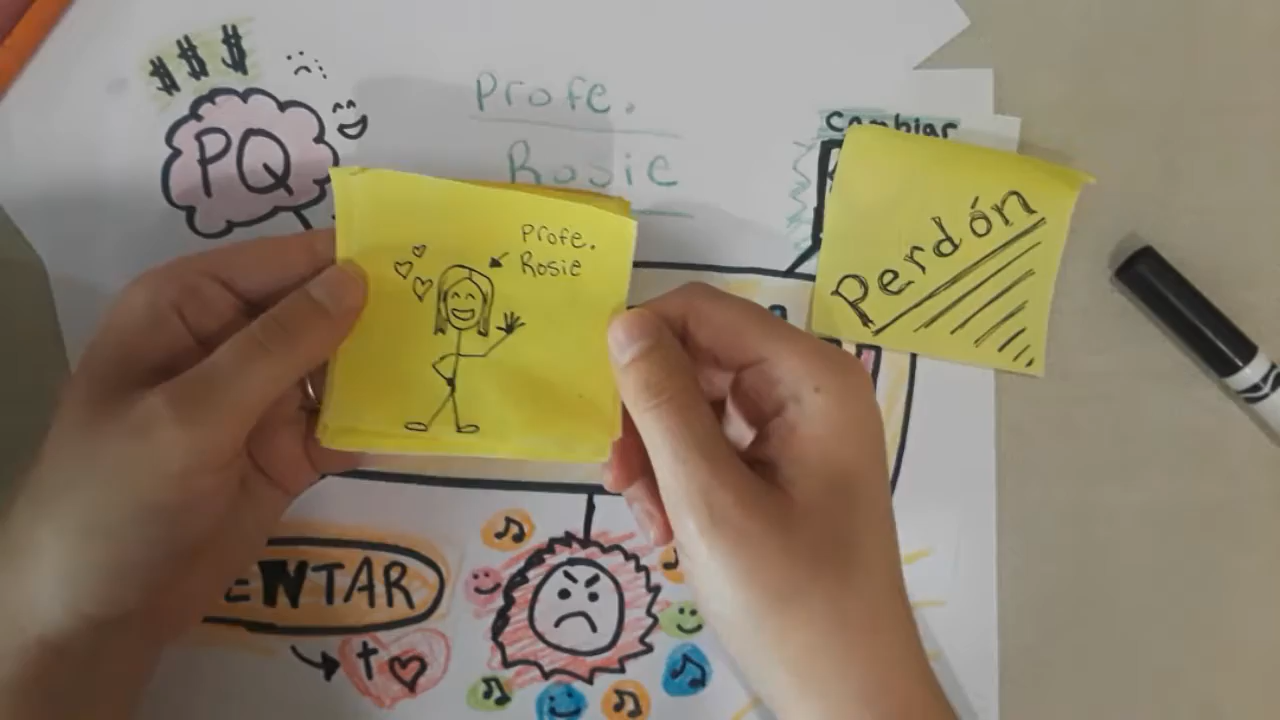 $$$
PQ
Profe.
Rosie
cambiar
Perdón
Profe.
Rosie
ENTAR